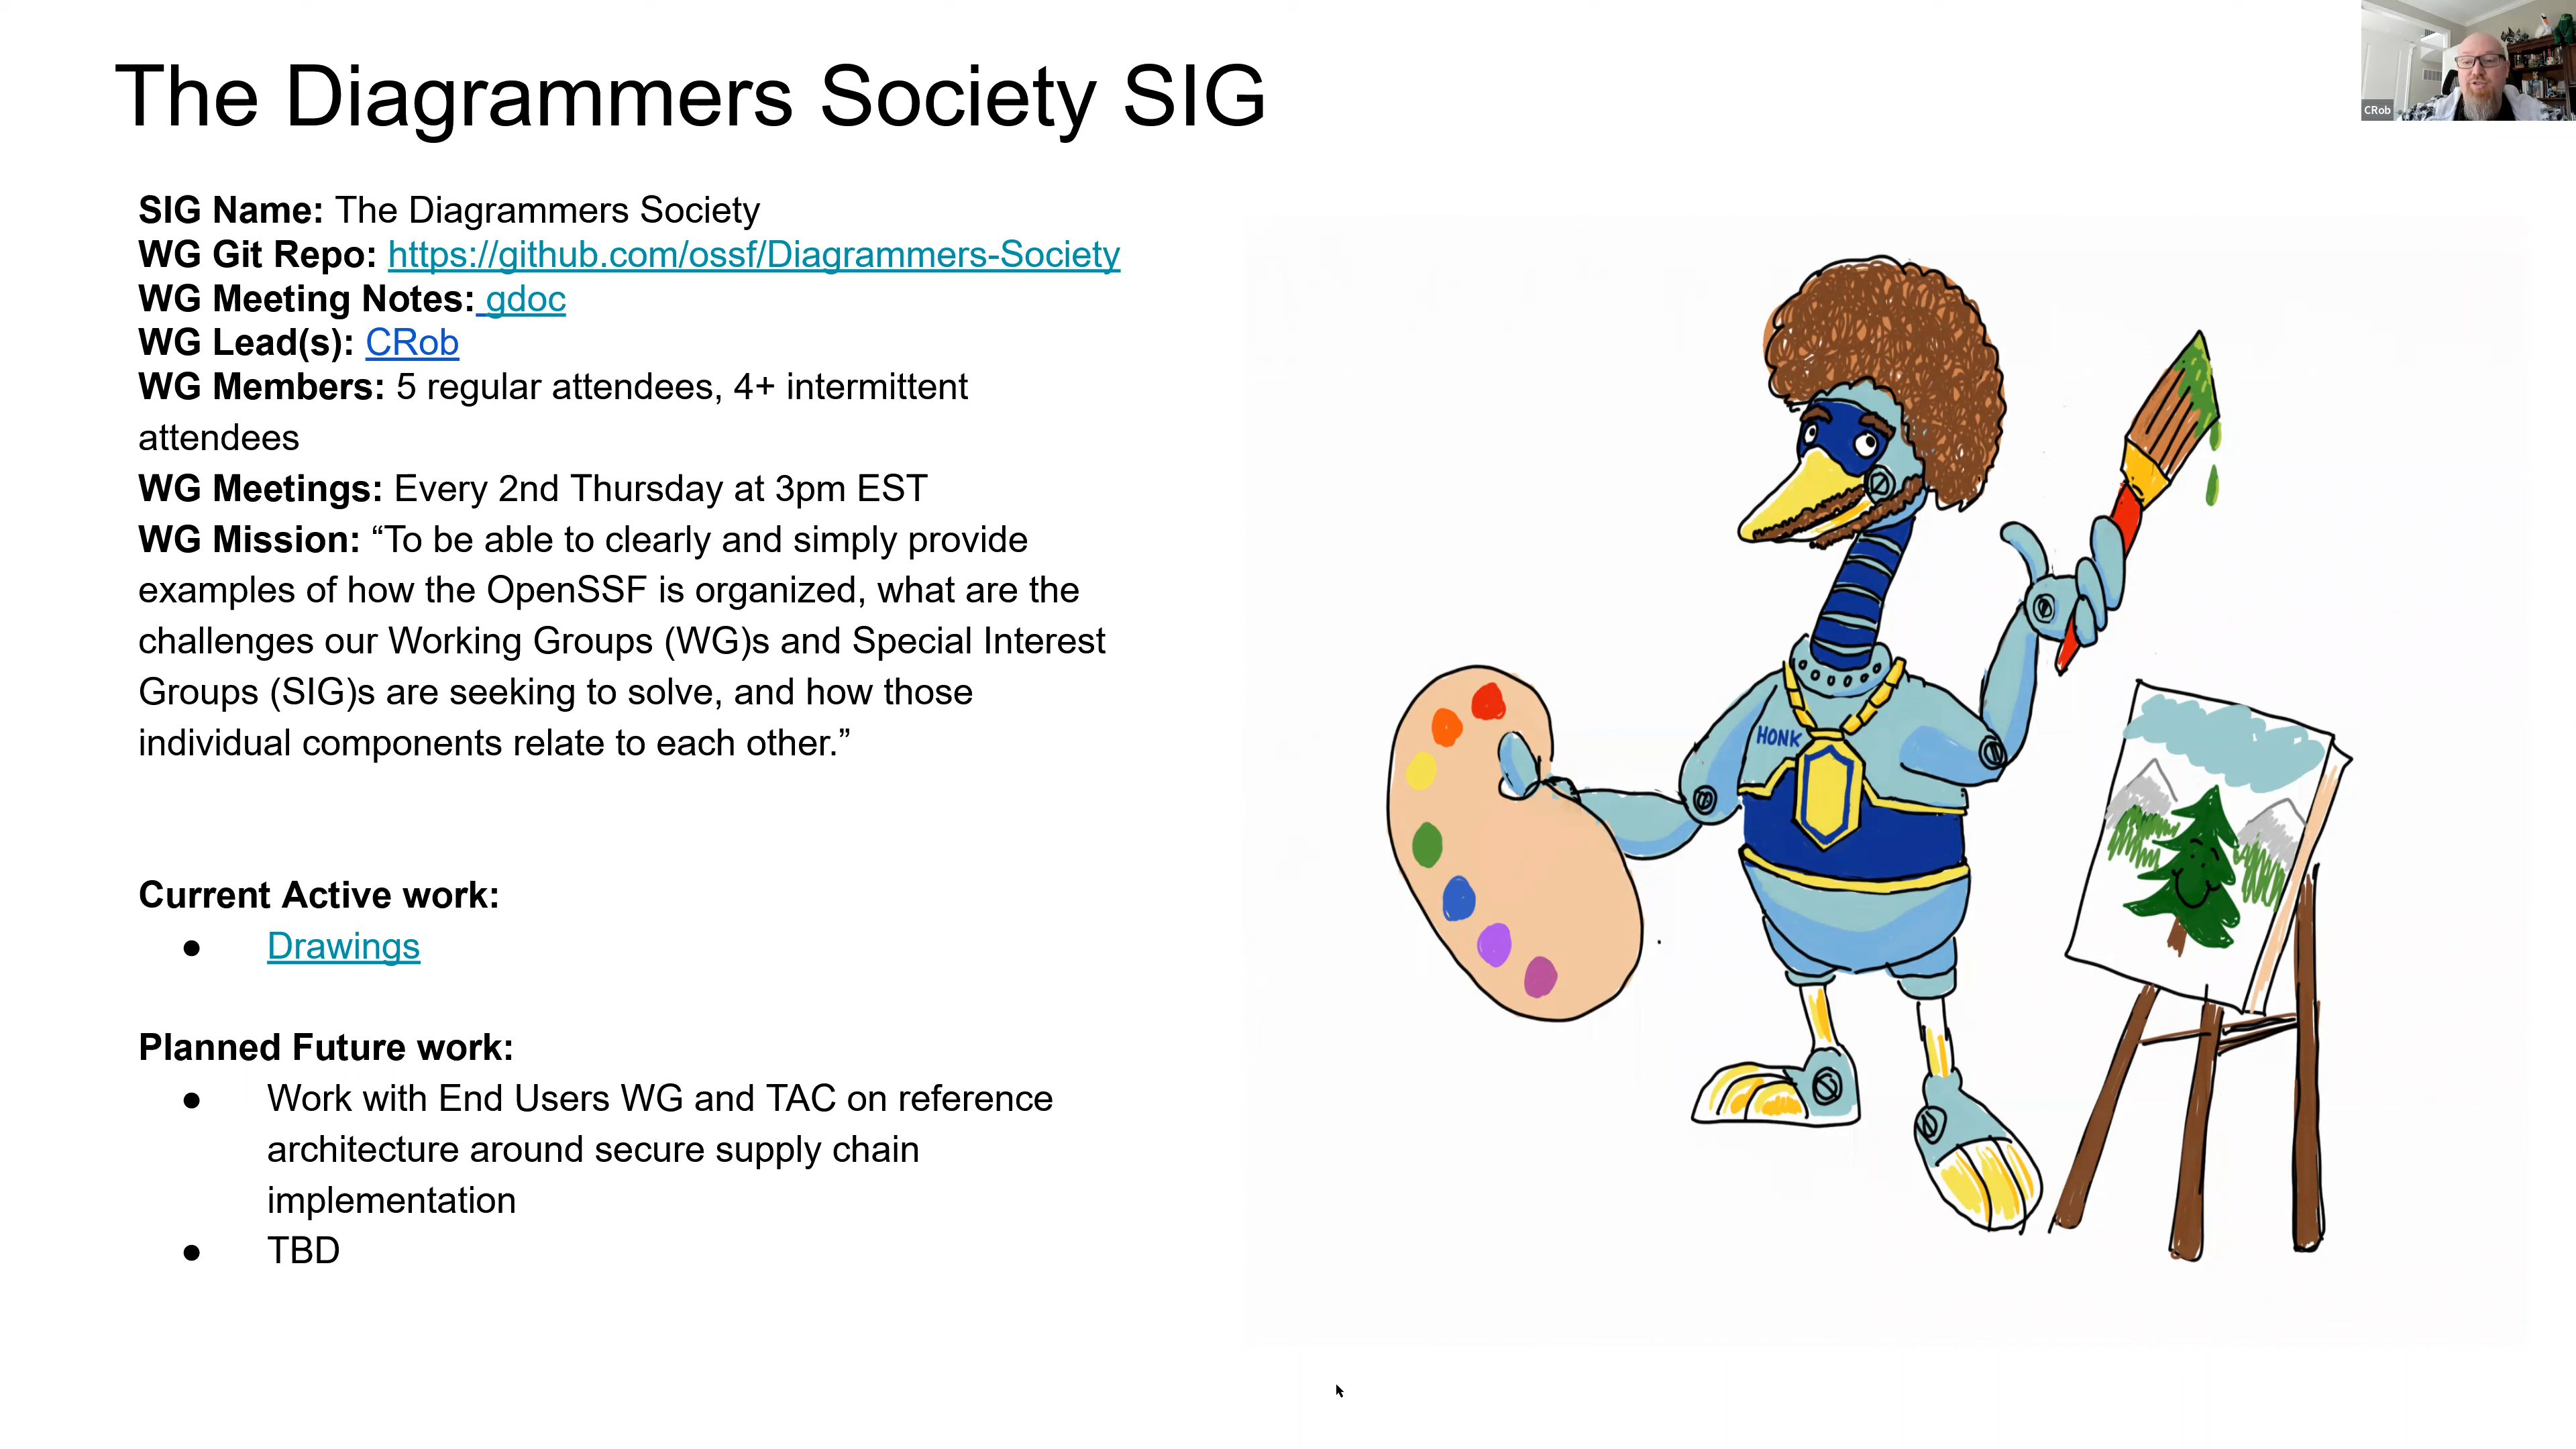 The Diagrammers Society SIG
CRob
SIG Name: The Diagrammers Society
WG Git Repo: https://github.com/ossf/Diagrammers-Society
WG Meeting Notes: gdoc
WG Lead(s): CRob
WG Members: 5 regular attendees, 4+ intermittent
attendees
WG Meetings: Every 2nd Thursday at 3pm EST
WG Mission: “To be able to clearly and simply provide
examples of how the OpenSSF is organized, what are the
challenges our Working Groups (WG)s and Special Interest
Groups (SIG)s are seeking to solve, and how those
individual components relate to each other.”
Current Active work:
● Drawings
Planned Future work:
● Work with End Users WG and TAC on reference
architecture around secure supply chain
implementation
● TBD
HONK